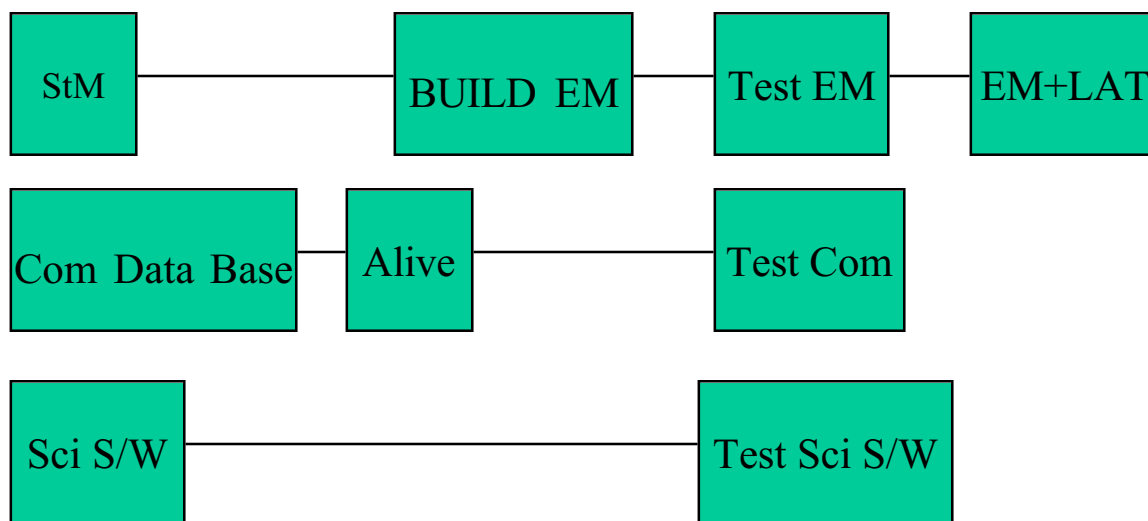 StM
BUILD EM
Test EM
EM+LAT
Com Data Base
Alive
Test Com
Sci S/W
Test Sci S/W